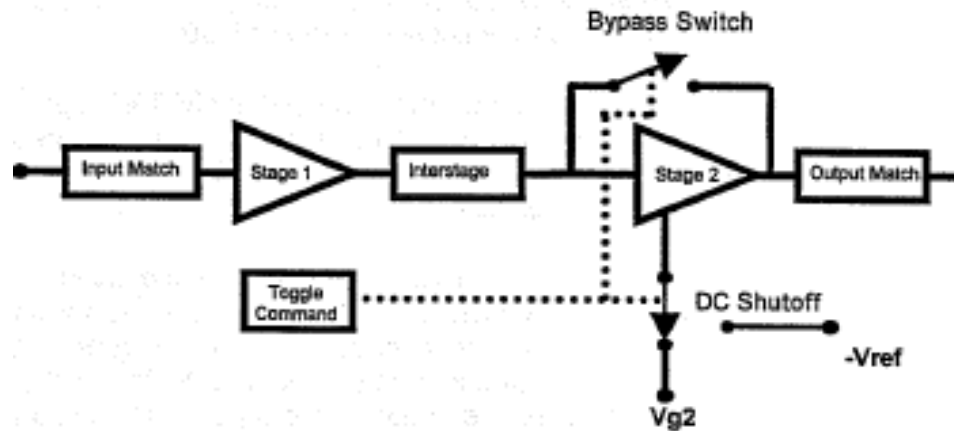 Bypass Switch
Input Match
Stage 1
Interstage
Stage 2
Output Match
Toggle
Command
DC Shutoff
-Vref
Vg2